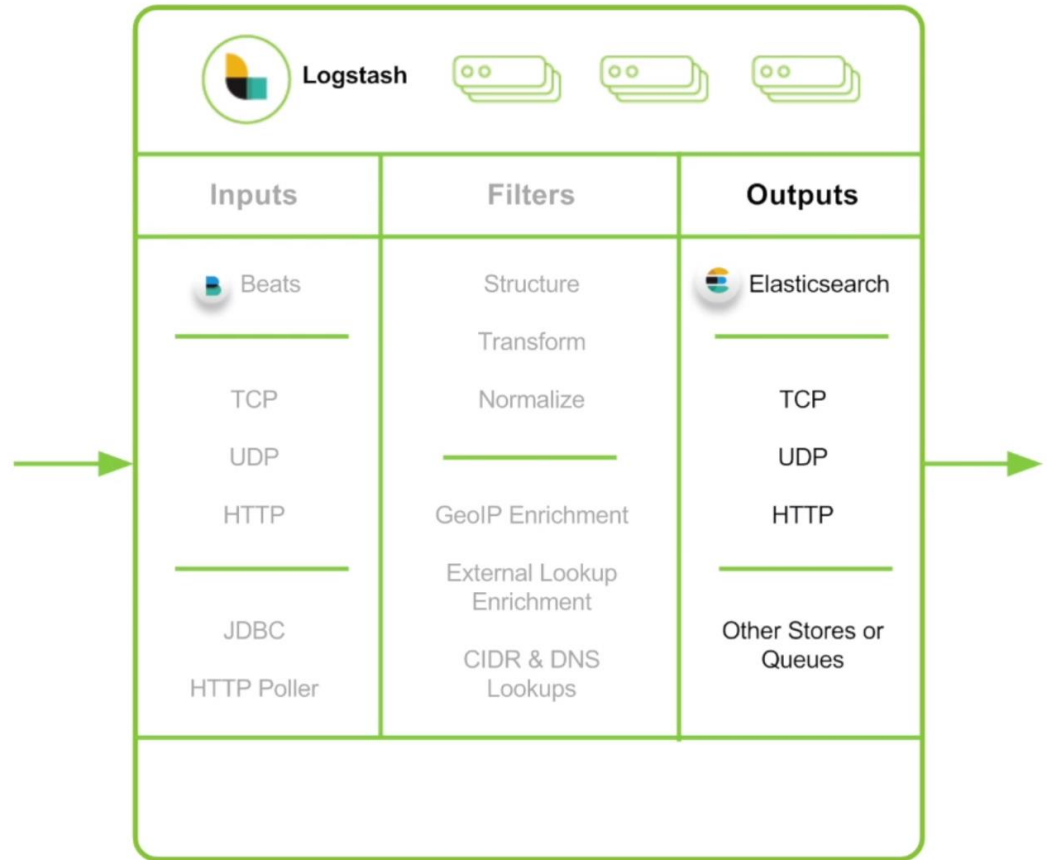 Logstash
Inputs
Filters
Outputs
Beats
TCP
UDP
HTTP
JDBC
HTTP Poller
Structure
Transform
Normalize
GeoIP Enrichment
External Lookup
Enrichment
CIDR & DNS
Lookups
Elasticsearch
TCP
UDP
HTTP
Other Stores or
Queues